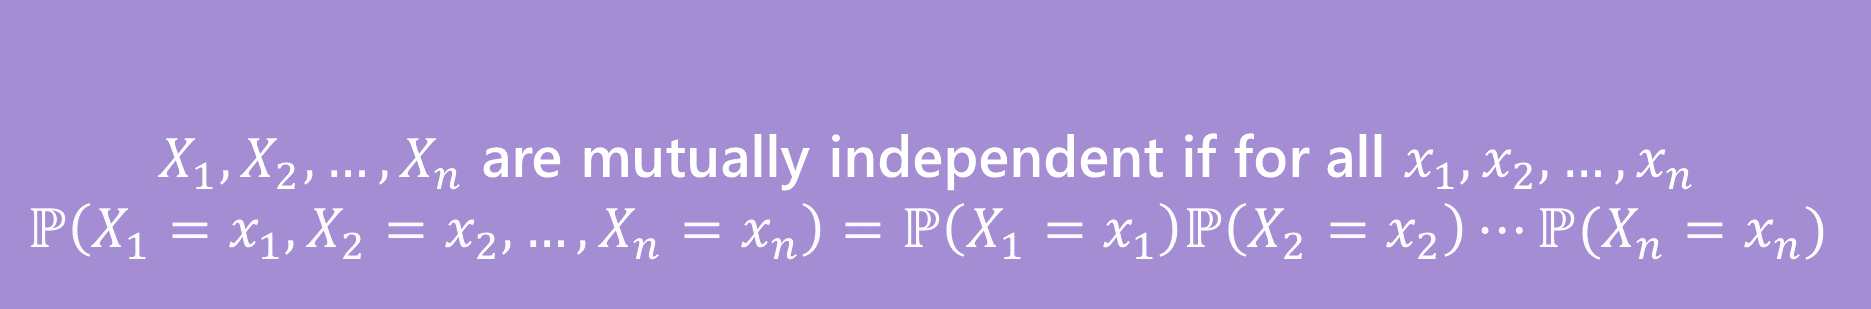 X₁, X₂, … , Xₙ are mutually independent if for all x₁, x₂, … , xₙ
ℙ(X₁ = x₁, X₂ = x₂, … , Xₙ = xₙ) = ℙ(X₁ = x₁)ℙ(X₂ = x₂) ⋯ ℙ(Xₙ = xₙ)